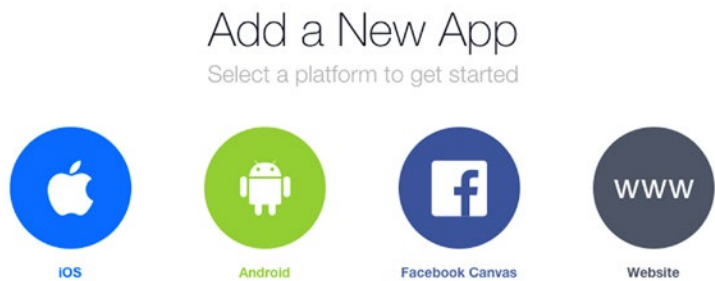 Add a New App
Select a platform to get started
f
www
iOS
Android
Facebook Canvas
Website